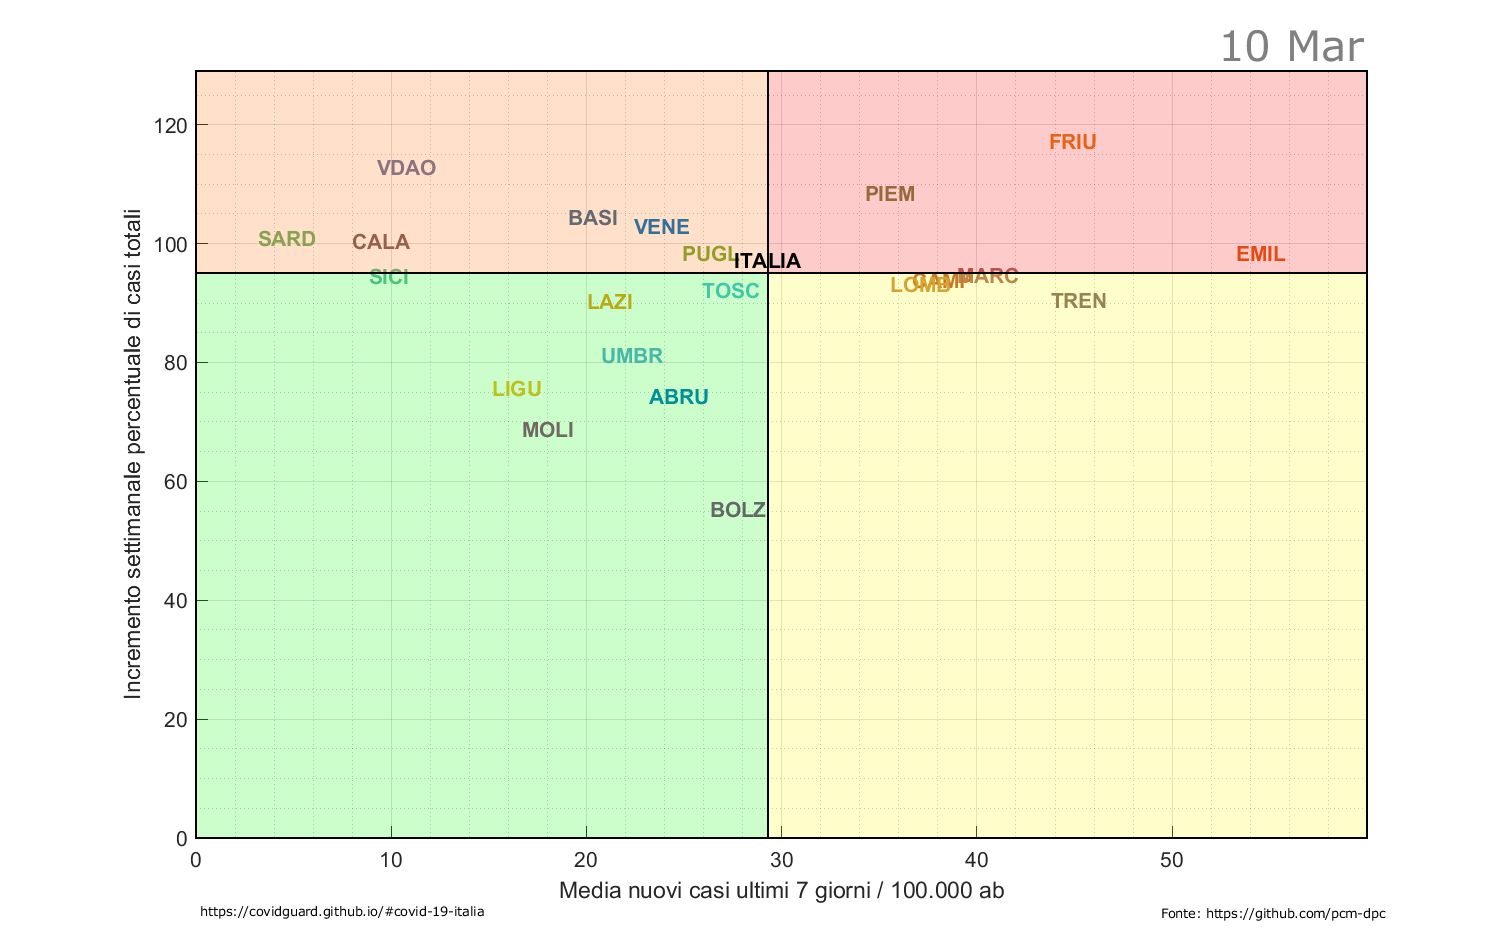 10 Mar
120
FRIU
VDAO
PIEM
BASI
VENE
SARD
CALA
100
PUGL
EMIL
ITALIA
SICI
MARC
CAMP
LOMB
TOSC
LAZI
TREN
80
UMBR
LIGU
ABRU
MOLI
60
BOLZ
40
20
0
Incremento settimanale percentuale di casi totali
0 10 20 30 40 50
Media nuovi casi ultimi 7 giorni / 100.000 ab
https://covidguard.github.io/#covid-19-italia
Fonte: https://github.com/pcm-dpc